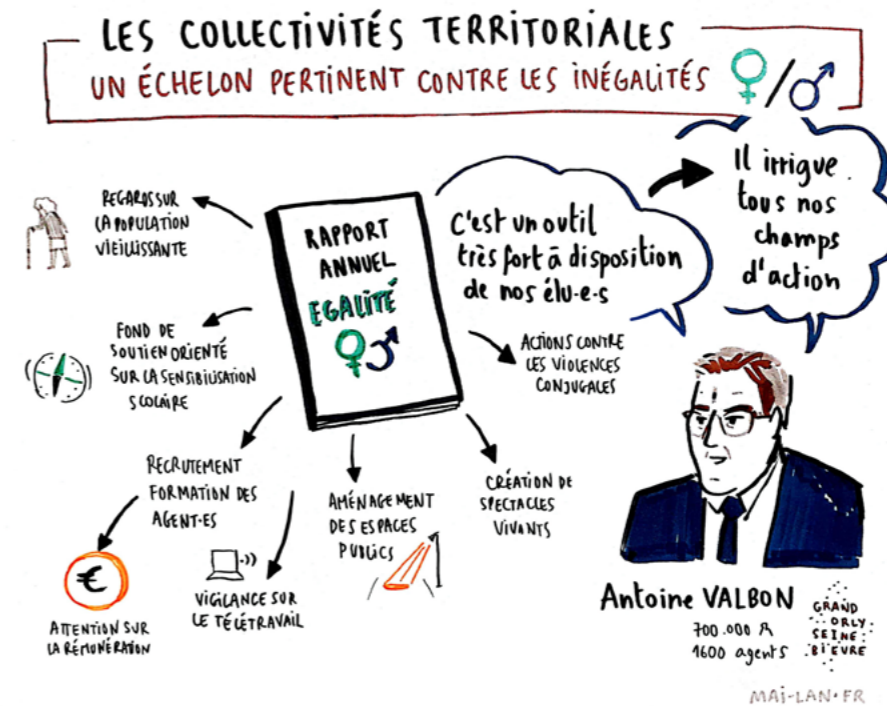 LES COLLECTIVITÉS TERRITORIALES
UN ÉCHELON PERTINENT CONTRE LES INÉGALITÉS
Il irrigue
tous nos
champs
d'action
C'est un outil
très fort à disposition
de nos élu·e·s
RAPPORT
ANNUEL
EGALITÉ
REGARDS SUR
LA POPULATION
VIEILLISSANTE
FOND DE
SOUTIEN ORIENTÉ
SUR LA SENSIBILISATION
SCOLAIRE
ACTIONS CONTRE
LES VIOLENCES
CONJUGALES
RECRUTEMENT
FORMATION DES
AGENT·ES
AMÉNAGEMENT
DES ESPACES
PUBLICS
CRÉATION DE
SPECTACLES
VIVANTS
€
ATTENTION SUR
LA RÉMUNÉRATION
VIGILANCE SUR
LE TÉLÉTRAVAIL
Antoine VALBON
700.000
1600 agents
GRAND
ORLY
SEINE
BIEVRE
MAI-LAN·FR